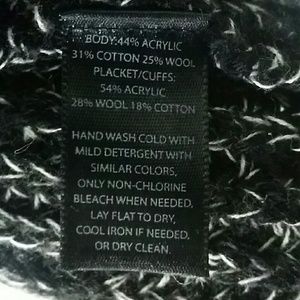 BODY:44% ACRYLIC
31% COTTON 25% WOOL
PLACKET/CUFFS:
54% ACRYLIC
28% WOOL 18% COTTON
HAND WASH COLD WITH
MILD DETERGENT WITH
SIMILAR COLORS,
ONLY NON-CHLORINE
BLEACH WHEN NEEDED,
LAY FLAT TO DRY,
COOL IRON IF NEEDED,
OR DRY CLEAN.